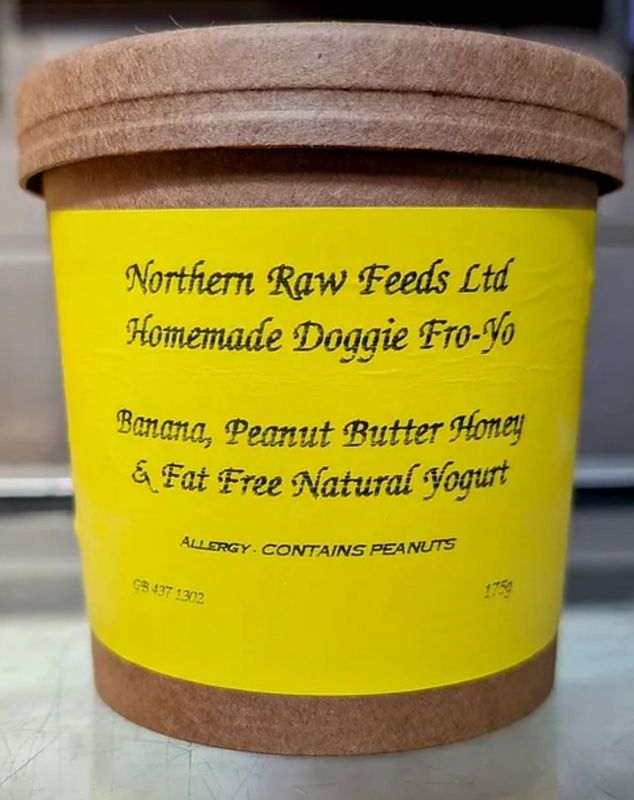 Northern Raw Feeds Ltd
Homemade Doggie Fro-Yo
Banana, Peanut Butter Honey
& Fat Free Natural Yogurt
ALLERGY - CONTAINS PEANUTS
GB 437 1302 175g